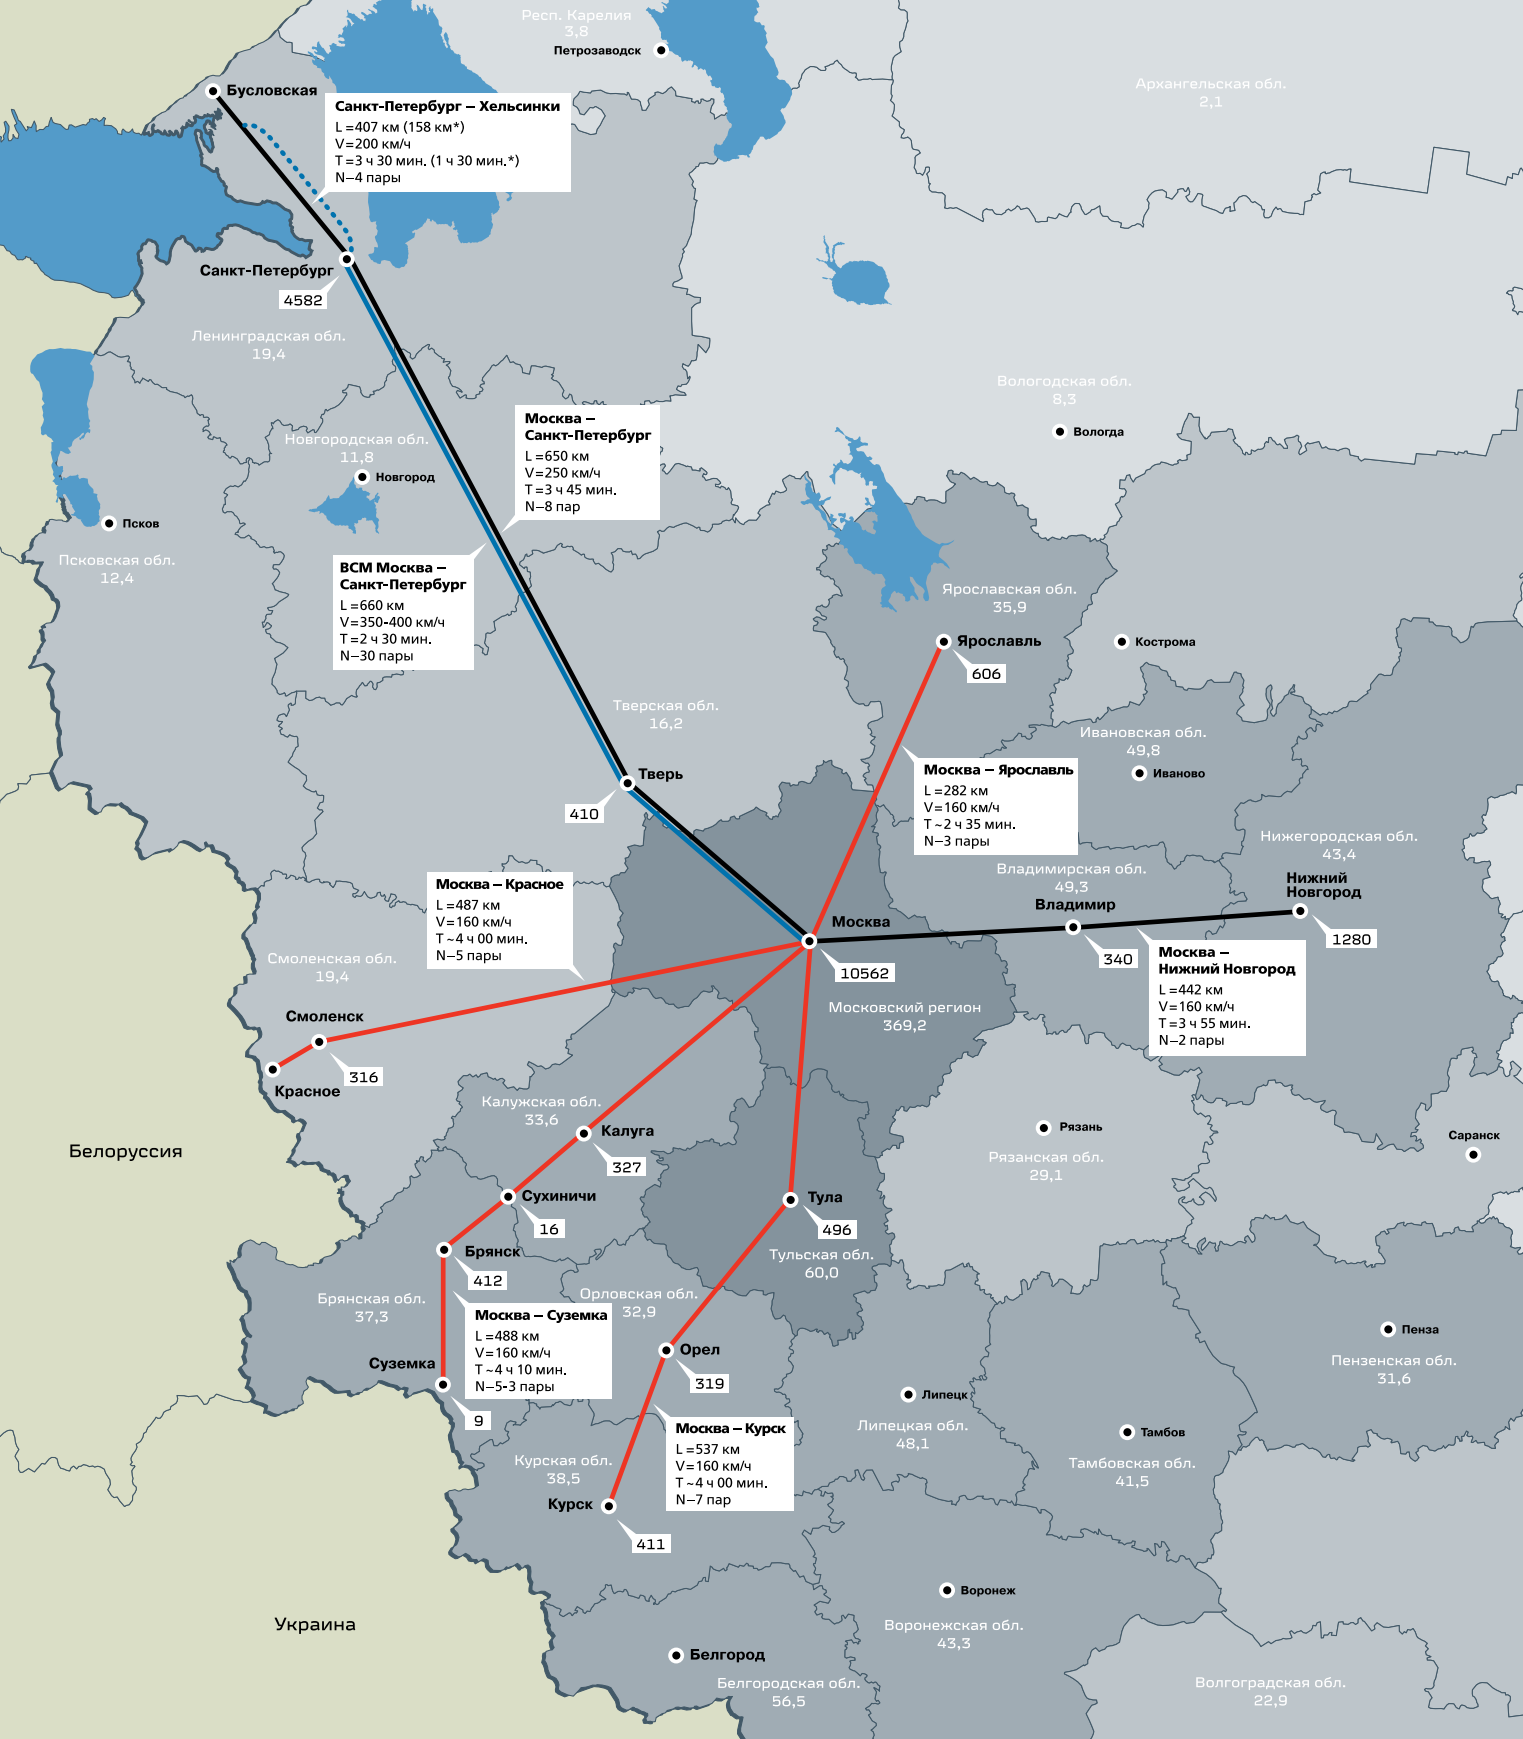 Респ. Карелия
3,8
Петрозаводск
Архангельская обл.
2,1
Бусловская
Санкт-Петербург – Хельсинки
L=407 км (158 км*)
V=200 км/ч
T=3 ч 30 мин. (1 ч 30 мин.*)
N–4 пары
Санкт-Петербург
4582
Ленинградская обл.
19,4
Вологодская обл.
8,3
Вологда
Москва –
Санкт-Петербург
L=650 км
V=250 км/ч
T=3 ч 45 мин.
N–8 пар
Новгородская обл.
11,8
Новгород
Псков
Псковская обл.
12,4
ВСМ Москва –
Санкт-Петербург
L=660 км
V=350-400 км/ч
T=2 ч 30 мин.
N–30 пары
Ярославская обл.
35,9
Ярославль
606
Кострома
Тверская обл.
16,2
Ивановская обл.
49,8
Иваново
Тверь
410
Москва – Ярославль
L=282 км
V=160 км/ч
T~2 ч 35 мин.
N–3 пары
Нижегородская обл.
43,4
Владимирская обл.
49,3
Владимир
340
Нижний
Новгород
1280
Москва – Красное
L=487 км
V=160 км/ч
T~4 ч 00 мин.
N–5 пары
Москва
10562
Московский регион
369,2
Москва –
Нижний Новгород
L=442 км
V=160 км/ч
T=3 ч 55 мин.
N–2 пары
Смоленская обл.
19,4
Смоленск
316
Красное
Калужская обл.
33,6
Калуга
327
Рязань
Рязанская обл.
29,1
Саранск
Белоруссия
Сухиничи
16
Тула
496
Тульская обл.
60,0
Брянск
412
Брянская обл.
37,3
Орловская обл.
32,9
Москва – Суземка
L=488 км
V=160 км/ч
T~4 ч 10 мин.
N–5-3 пары
Суземка
9
Орел
319
Пенза
Пензенская обл.
31,6
Липецк
Липецкая обл.
48,1
Тамбов
Тамбовская обл.
41,5
Москва – Курск
L=537 км
V=160 км/ч
T~4 ч 00 мин.
N–7 пар
Курская обл.
38,5
Курск
411
Воронеж
Воронежская обл.
43,3
Украина
Белгород
Белгородская обл.
56,5
Волгоградская обл.
22,9